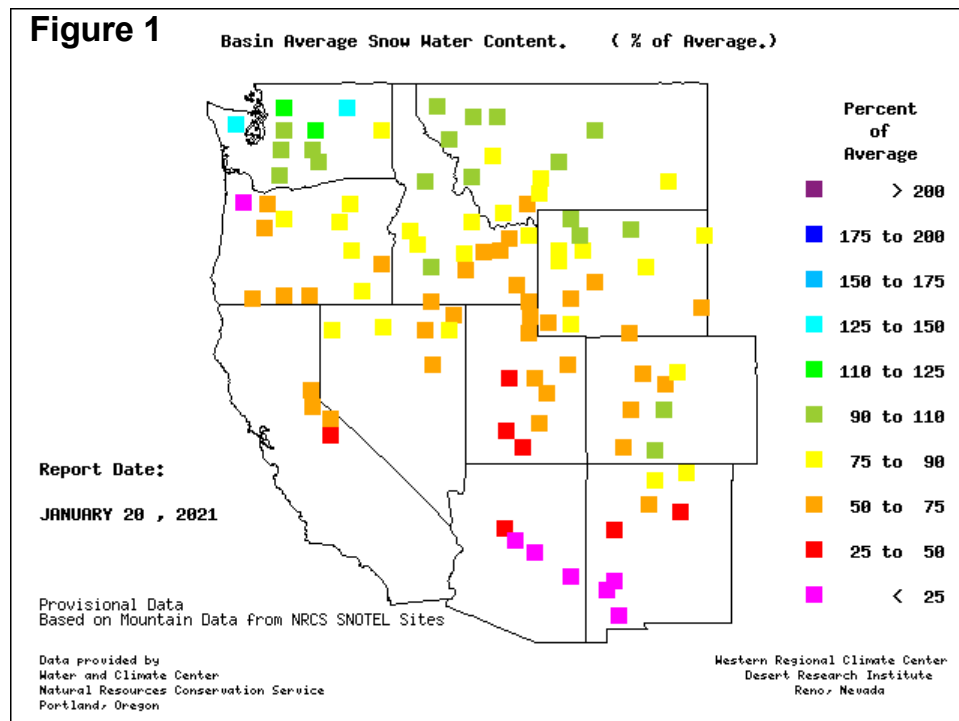 Figure 1
Basin Average Snow Water Content. ( % of Average.)
Percent
of
Average
> 200
175 to 200
150 to 175
125 to 150
110 to 125
90 to 110
75 to 90
50 to 75
25 to 50
< 25
Report Date:
JANUARY 20 , 2021
Provisional Data
Based on Mountain Data from NRCS SNOTEL Sites
Data provided by
Water and Climate Center
Natural Resources Conservation Service
Portland, Oregon
Western Regional Climate Center
Desert Research Institute
Reno, Nevada